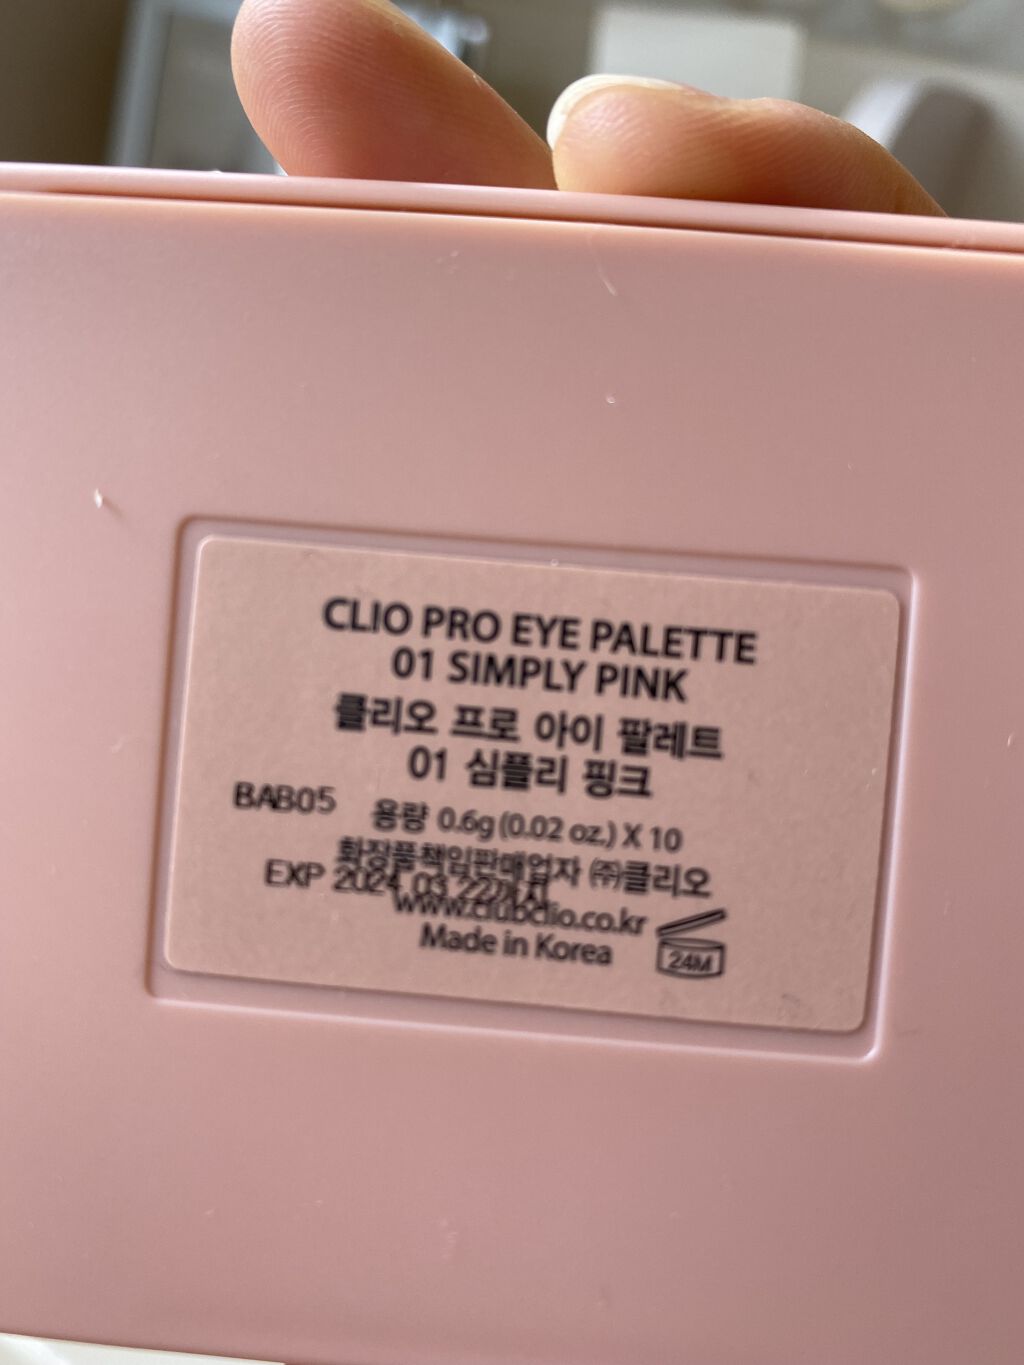 CLIO PRO EYE PALETTE
01 SIMPLY PINK
클리오 프로 아이 팔레트
01 심플리 핑크
BAB05
용량 0.6g (0.02 oz.) X 10
화장품책임판매업자 ㈜클리오
EXP 2024.03.22까지
www.clubclio.co.kr
Made in Korea
24M